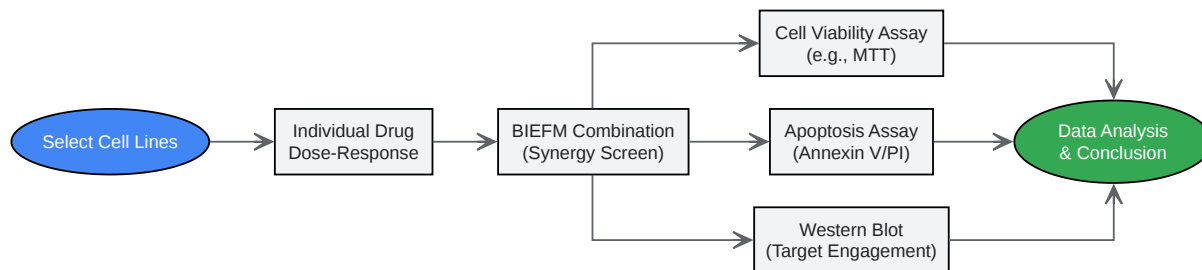 Select Cell Lines
Individual Drug
Dose-Response
BIEFM Combination
(Synergy Screen)
Cell Viability Assay
(e.g., MTT)
Apoptosis Assay
(Annexin V/PI)
Western Blot
(Target Engagement)
Data Analysis
& Conclusion